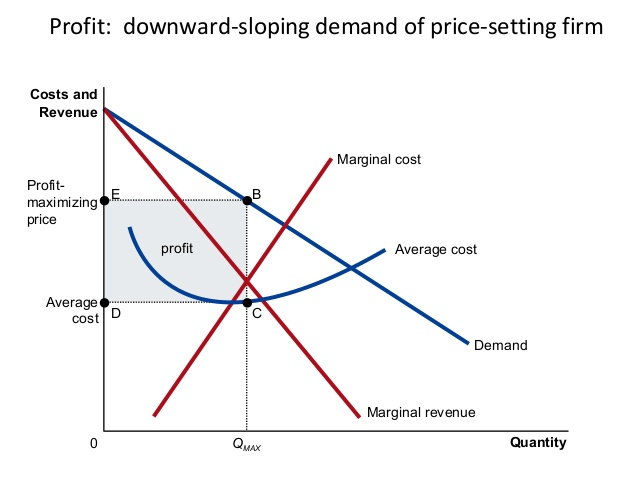 Profit:  downward-sloping demand of price-setting firm
Costs and
Revenue
Marginal cost
Profit-
maximizing
price
E
B
profit
Average cost
Average
cost
D
C
Demand
Marginal revenue
0
QMAX
Quantity